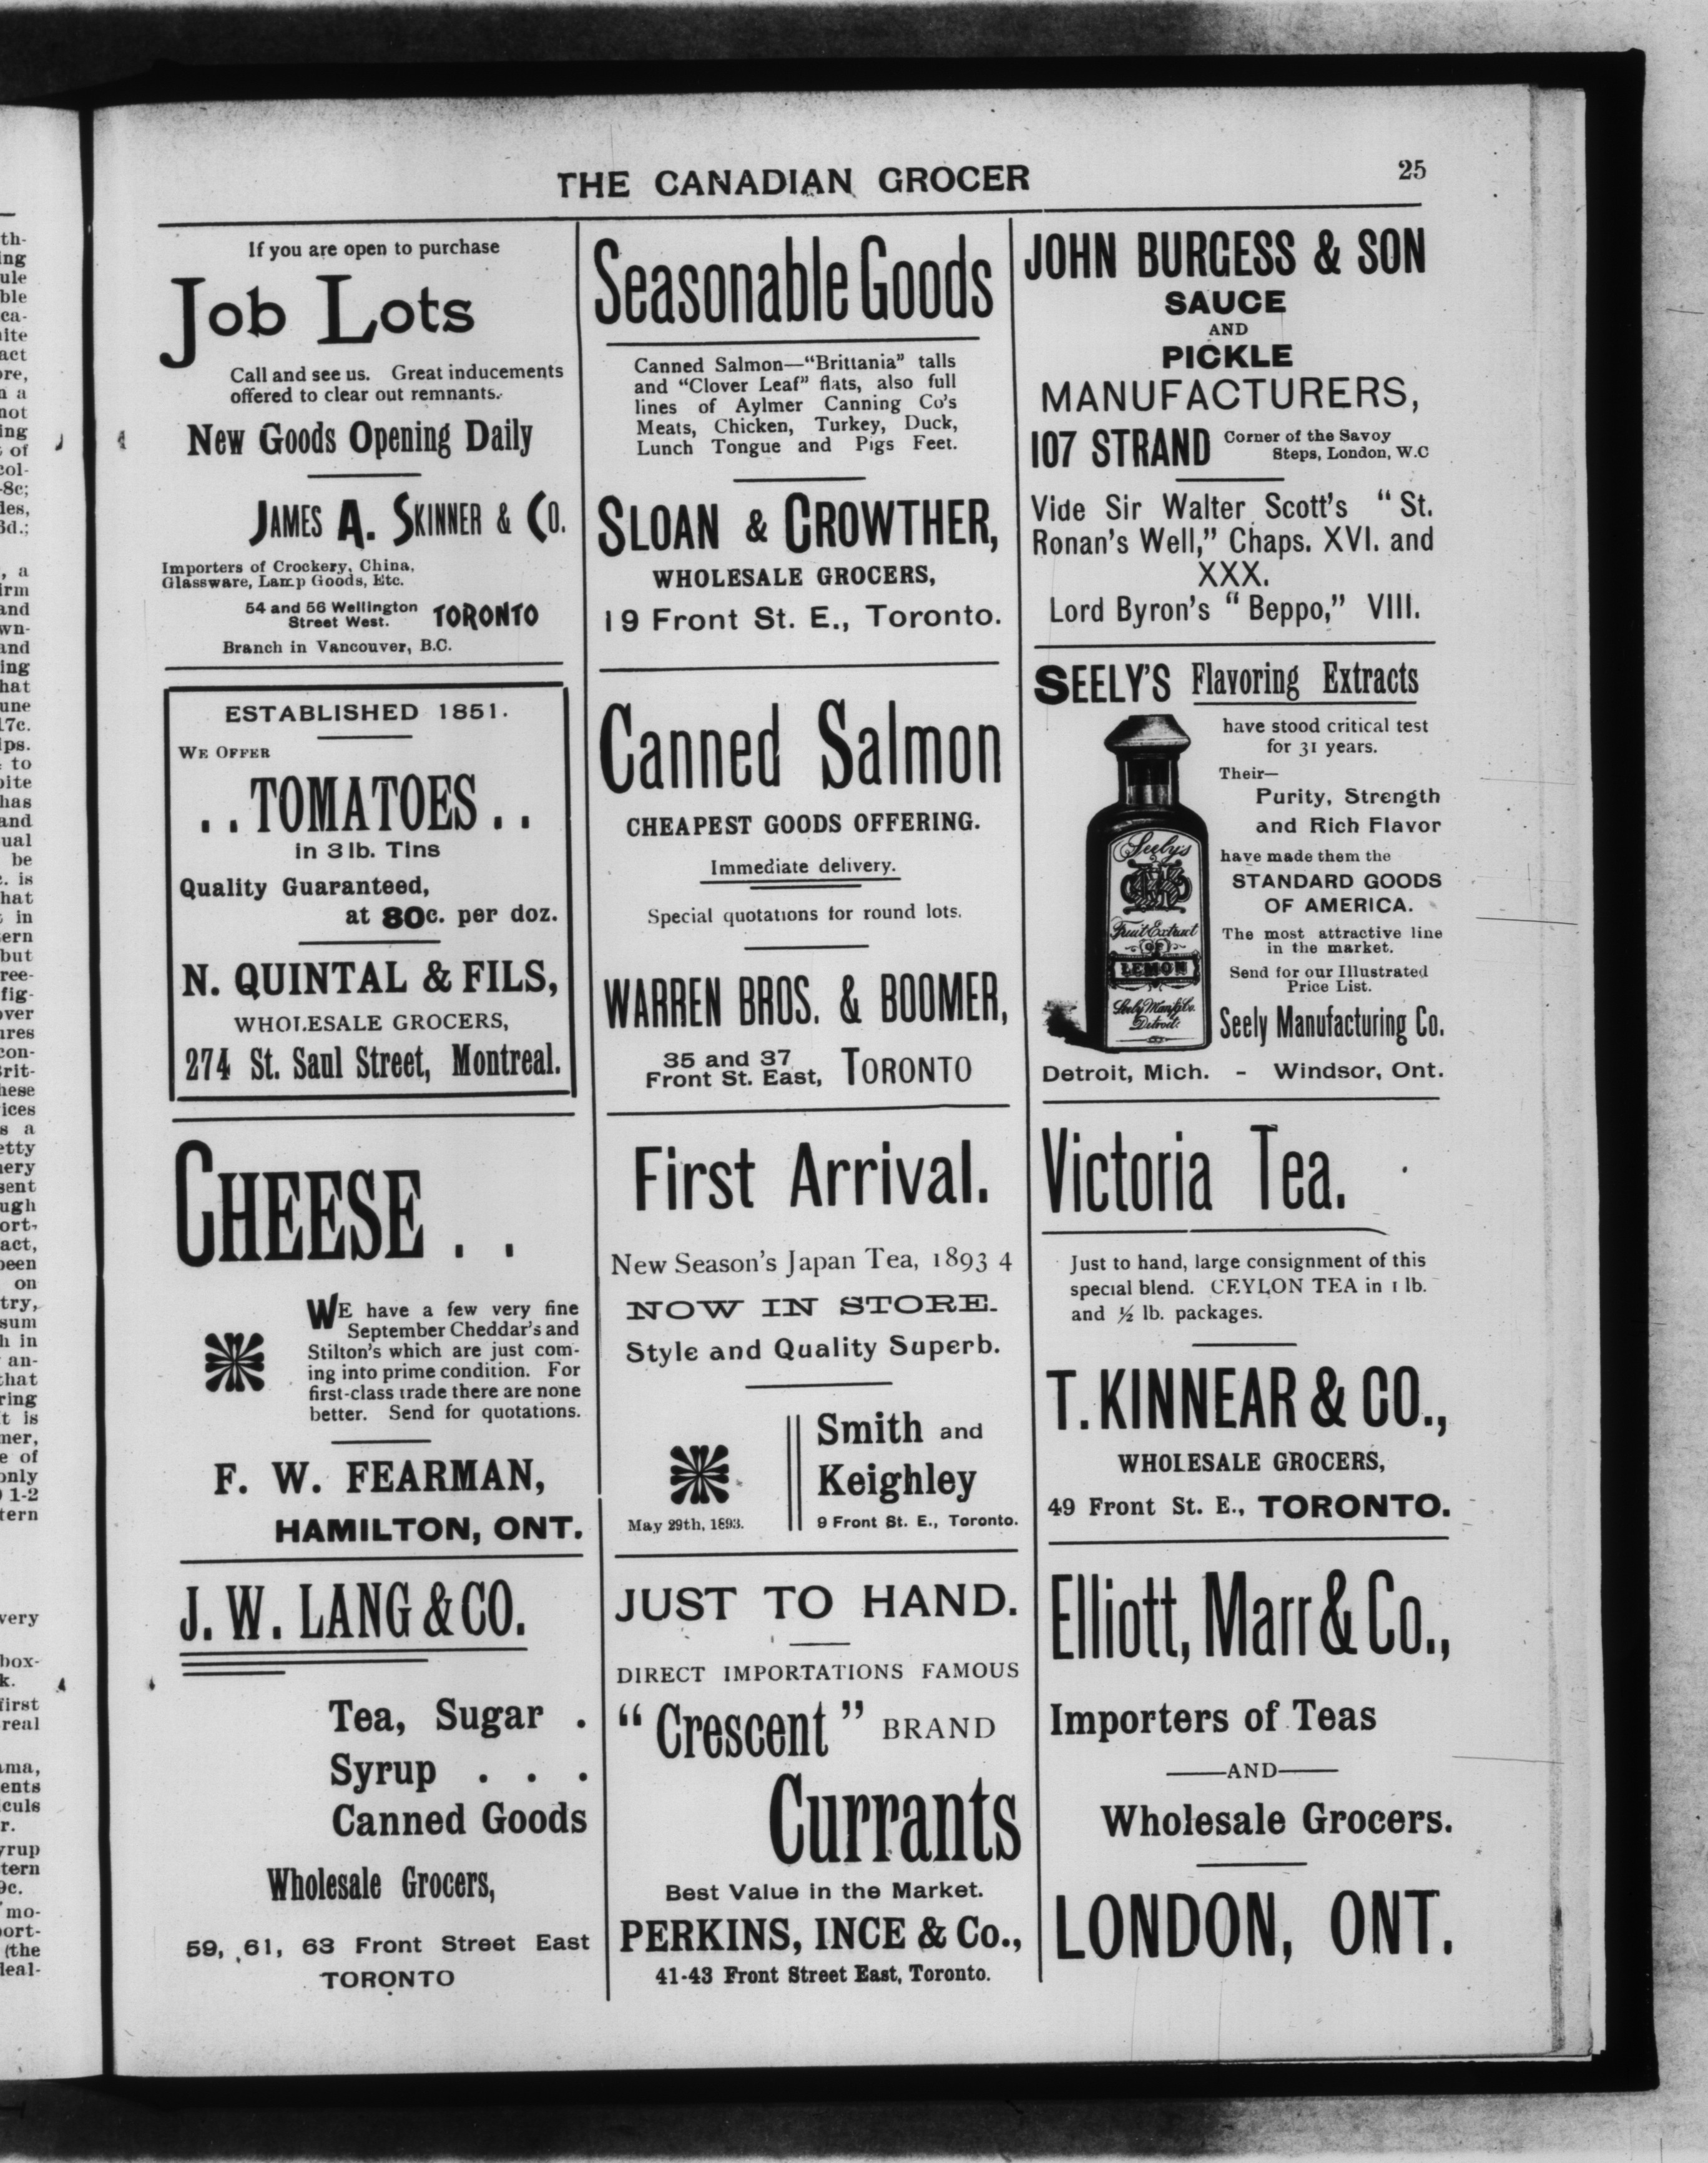 THE CANADIAN GROCER
25
If you are open to purchase
Job Lots
Call and see us. Great inducements
offered to clear out remnants.
New Goods Opening Daily
JAMES A. SKINNER & CO.
Importers of Crockery, China,
Glassware, Lamp Goods, Etc.
54 and 56 Wellington
Street West.
TORONTO
Branch in Vancouver, B.C.
ESTABLISHED 1851.
WE OFFER
. . TOMATOES . .
in 3 lb. Tins
Quality Guaranteed,
at 80c. per doz.
N. QUINTAL & FILS,
WHOLESALE GROCERS,
274 St. Saul Street, Montreal.
CHEESE . .
WE have a few very fine
September Cheddar's and
Stilton's which are just com-
ing into prime condition. For
first-class trade there are none
better. Send for quotations.
F. W. FEARMAN,
HAMILTON, ONT.
J. W. LANG & CO.
Tea, Sugar .
Syrup . . .
Canned Goods
Wholesale Grocers,
59, 61, 63 Front Street East
TORONTO
Seasonable Goods
Canned Salmon—"Brittania" talls
and "Clover Leaf" flats, also full
lines of Aylmer Canning Co's
Meats, Chicken, Turkey, Duck,
Lunch Tongue and Pigs Feet.
SLOAN & CROWTHER,
WHOLESALE GROCERS,
19 Front St. E., Toronto.
Canned Salmon
CHEAPEST GOODS OFFERING.
Immediate delivery.
Special quotations for round lots.
WARREN BROS. & BOOMER,
35 and 37
Front St. East,
TORONTO
First Arrival.
New Season's Japan Tea, 1893 4
NOW IN STORE.
Style and Quality Superb.
Smith and
Keighley
May 29th, 1893.
9 Front St. E., Toronto.
JUST TO HAND.
DIRECT IMPORTATIONS FAMOUS
"Crescent" BRAND
Currants
Best Value in the Market.
PERKINS, INCE & Co.,
41-43 Front Street East, Toronto.
JOHN BURGESS & SON
SAUCE
AND
PICKLE
MANUFACTURERS,
107 STRAND
Corner of the Savoy
Steps, London, W.C
Vide Sir Walter Scott's "St.
Ronan's Well," Chaps. XVI. and
XXX.
Lord Byron's "Beppo," VIII.
SEELY'S Flavoring Extracts
have stood critical test
for 31 years.
Their—
Purity, Strength
and Rich Flavor
have made them the
STANDARD GOODS
OF AMERICA.
The most attractive line
in the market.
Send for our Illustrated
Price List.
Seely Manufacturing Co.
Seely's
Fruit Extract
OF
LEMON
Seely Manfg Co.
Detroit.
Detroit, Mich. - Windsor, Ont.
Victoria Tea.
Just to hand, large consignment of this
special blend. CEYLON TEA in 1 lb.
and ½ lb. packages.
T. KINNEAR & CO.,
WHOLESALE GROCERS,
49 Front St. E., TORONTO.
Elliott, Marr & Co.,
Importers of Teas
—AND—
Wholesale Grocers.
LONDON, ONT.